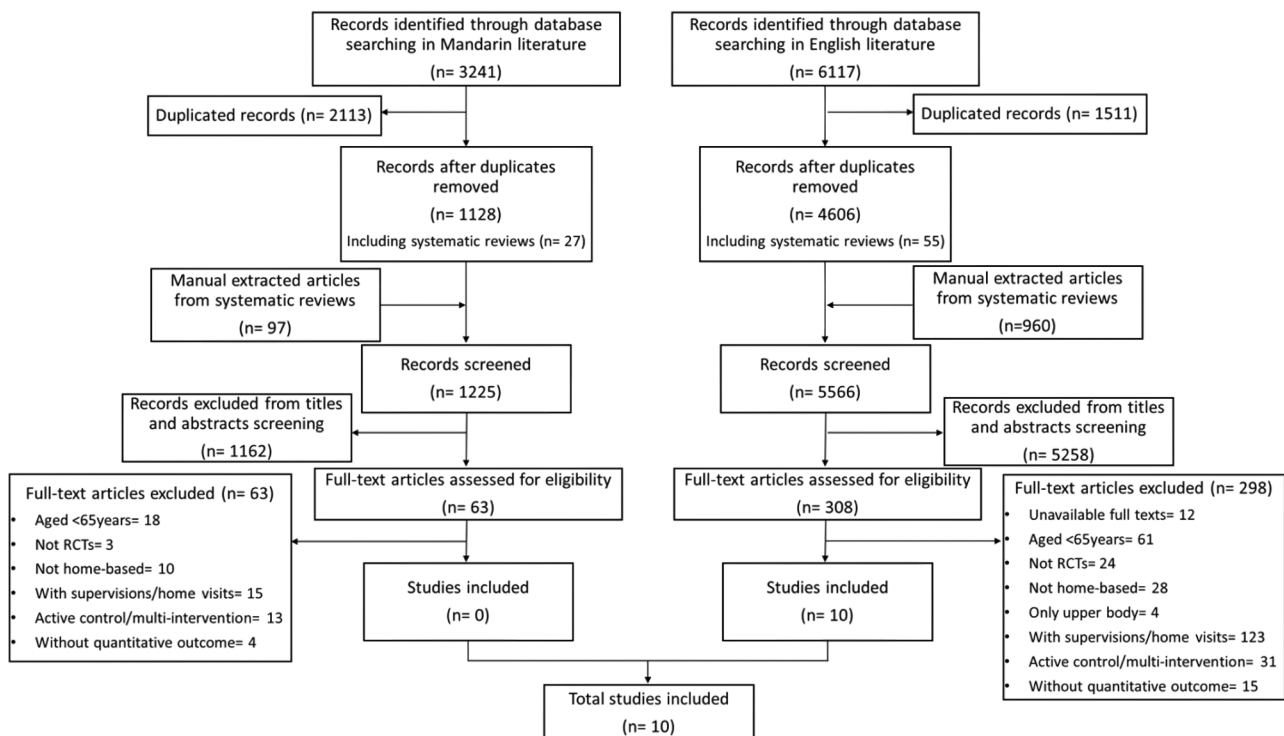 Records identified through database
searching in Mandarin literature
(n= 3241)
Records identified through database
searching in English literature
(n= 6117)
Duplicated records (n= 2113)
Duplicated records (n= 1511)
Records after duplicates
removed
(n= 1128)
Including systematic reviews (n= 27)
Records after duplicates
removed
(n= 4606)
Including systematic reviews (n= 55)
Manual extracted articles
from systematic reviews
(n= 97)
Manual extracted articles
from systematic reviews
(n=960)
Records screened
(n= 1225)
Records screened
(n= 5566)
Records excluded from titles
and abstracts screening
(n= 1162)
Records excluded from titles
and abstracts screening
(n= 5258)
Full-text articles assessed for eligibility
(n= 63)
Full-text articles assessed for eligibility
(n= 308)
Full-text articles excluded (n= 63)
• Aged <65years= 18
• Not RCTs= 3
• Not home-based= 10
• With supervisions/home visits= 15
• Active control/multi-intervention= 13
• Without quantitative outcome= 4
Full-text articles excluded (n= 298)
• Unavailable full texts= 12
• Aged <65years= 61
• Not RCTs= 24
• Not home-based= 28
• Only upper body= 4
• With supervisions/home visits= 123
• Active control/multi-intervention= 31
• Without quantitative outcome= 15
Studies included
(n= 0)
Studies included
(n= 10)
Total studies included
(n= 10)